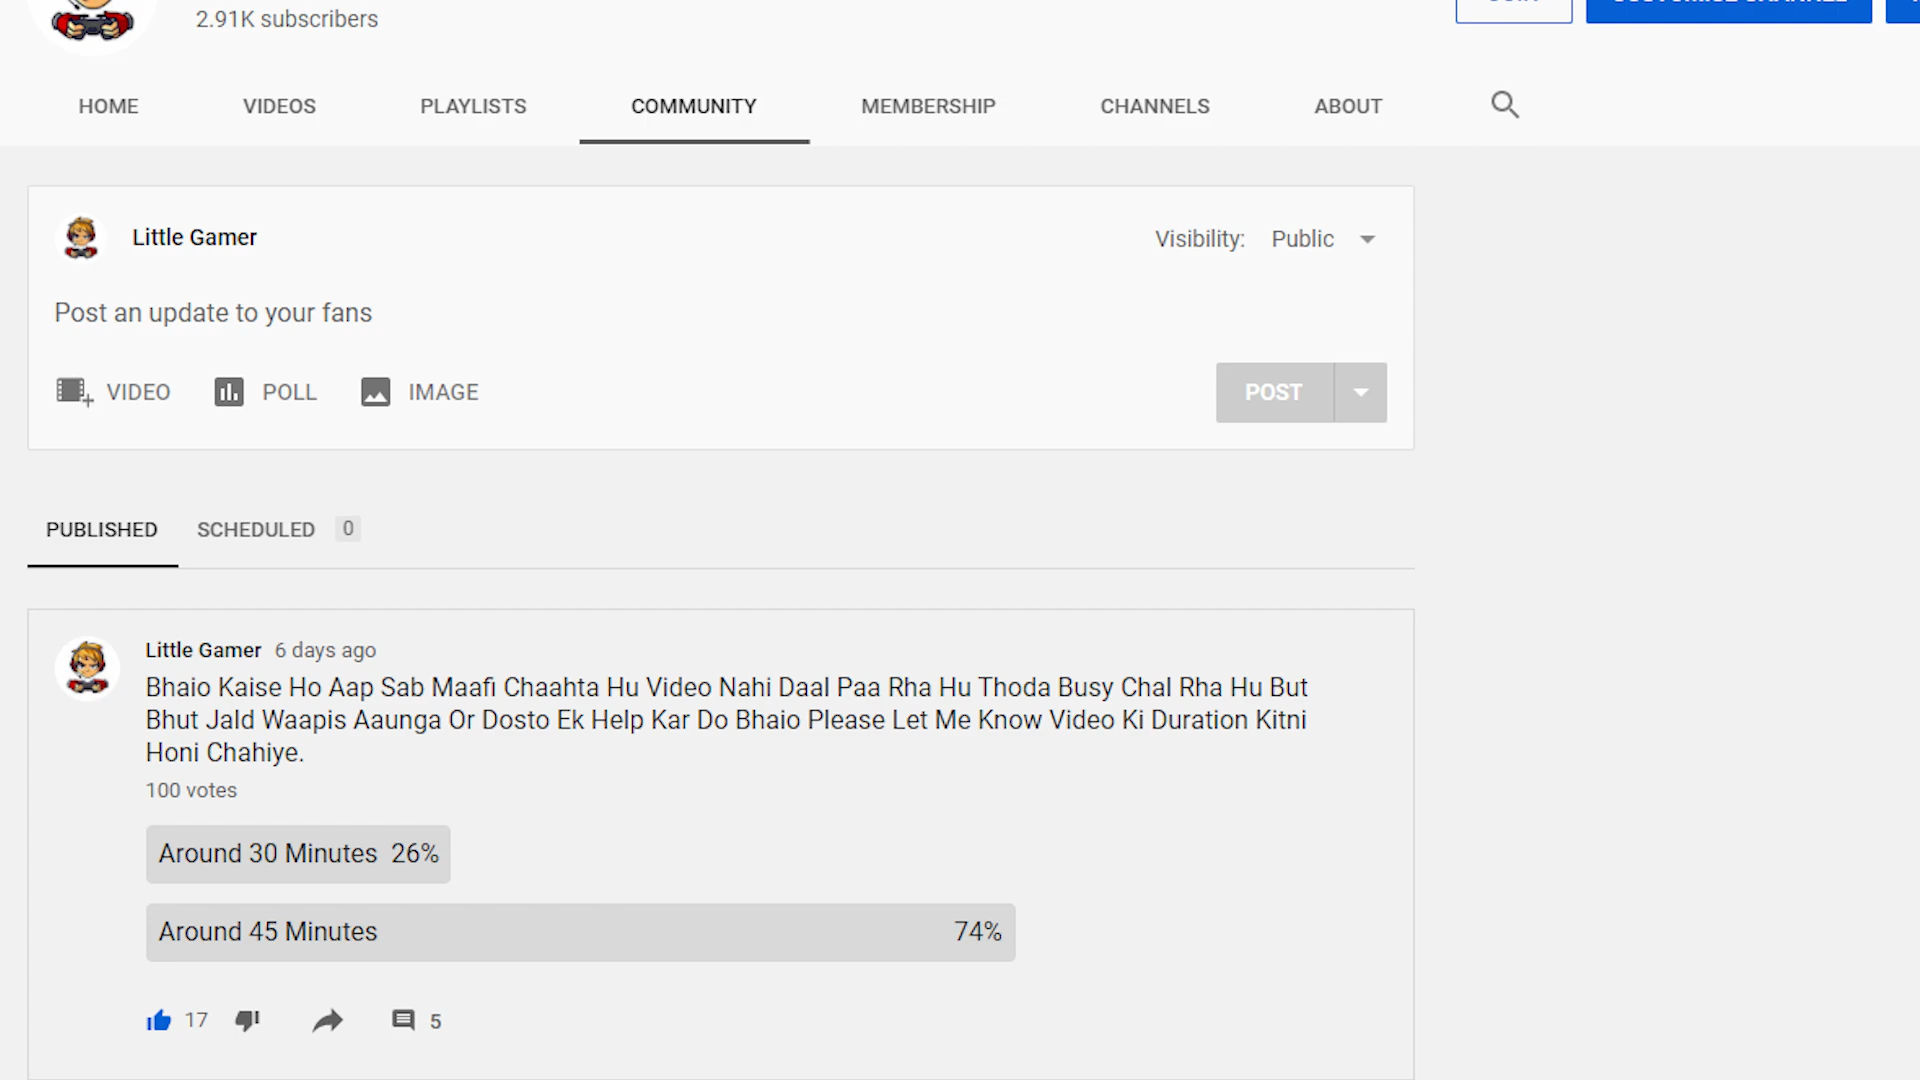 2.91K subscribers
HOME VIDEOS PLAYLISTS COMMUNITY MEMBERSHIP CHANNELS ABOUT
Little Gamer Visibility: Public
Post an update to your fans
VIDEO POLL IMAGE POST
PUBLISHED SCHEDULED 0
Little Gamer 6 days ago
Bhaio Kaise Ho Aap Sab Maafi Chaahta Hu Video Nahi Daal Paa Rha Hu Thoda Busy Chal Rha Hu But
Bhut Jald Waapis Aaunga Or Dosto Ek Help Kar Do Bhaio Please Let Me Know Video Ki Duration Kitni
Honi Chahiye.
100 votes
Around 30 Minutes 26%
Around 45 Minutes 74%
17 5